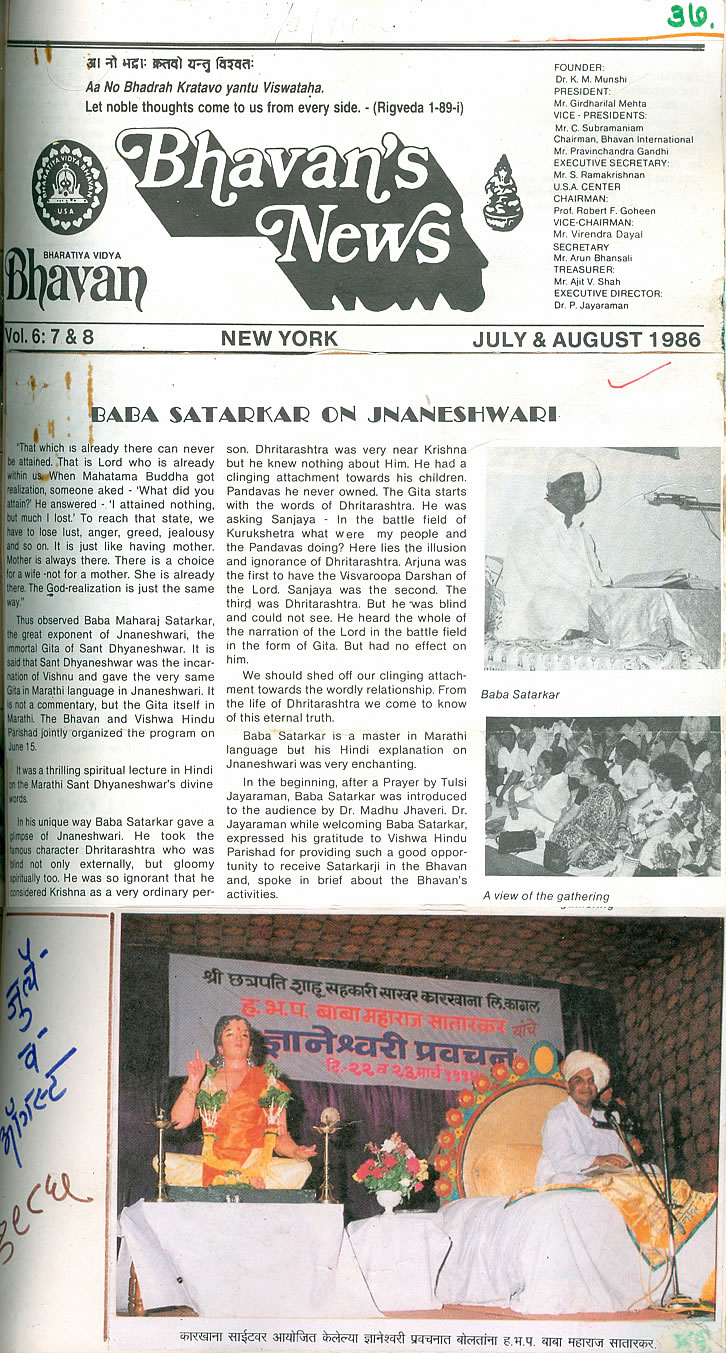 ३७.
आ नो भद्राः क्रतवो यन्तु विश्वतः
Aa No Bhadrah Kratavo yantu Viswataha.
Let noble thoughts come to us from every side. - (Rigveda 1-89-i)
BHARATIYA VIDYA BHAVAN
USA
BHARATIYA VIDYA
Bhavan
Bhavan's
News
FOUNDER:
Dr. K. M. Munshi
PRESIDENT:
Mr. Girdharilal Mehta
VICE - PRESIDENTS:
Mr. C. Subramaniam
Chairman, Bhavan International
Mr. Pravinchandra Gandhi
EXECUTIVE SECRETARY:
Mr. S. Ramakrishnan
U.S.A. CENTER
CHAIRMAN:
Prof. Robert F. Goheen
VICE-CHAIRMAN:
Mr. Virendra Dayal
SECRETARY
Mr. Arun Bhansali
TREASURER:
Mr. Ajit V. Shah
EXECUTIVE DIRECTOR:
Dr. P. Jayaraman
Vol. 6: 7 & 8 NEW YORK JULY & AUGUST 1986
BABA SATARKAR ON JNANESHWARI
"That which is already there can never
be attained. That is Lord who is already
within us. When Mahatama Buddha got
realization, someone aked - 'What did you
attain?' He answered - 'I attained nothing,
but much I lost.' To reach that state, we
have to lose lust, anger, greed, jealousy
and so on. It is just like having mother.
Mother is always there. There is a choice
for a wife -not for a mother. She is already
there. The God-realization is just the same
way."
Thus observed Baba Maharaj Satarkar,
the great exponent of Jnaneshwari, the
immortal Gita of Sant Dhyaneshwar. It is
said that Sant Dhyaneshwar was the incar-
nation of Vishnu and gave the very same
Gita in Marathi language in Jnaneshwari. It
is not a commentary, but the Gita itself in
Marathi. The Bhavan and Vishwa Hindu
Parishad jointly organized the program on
June 15.
It was a thrilling spiritual lecture in Hindi
on the Marathi Sant Dhyaneshwar's divine
words.
In his unique way Baba Satarkar gave a
glimpse of Jnaneshwari. He took the
famous character Dhritarashtra who was
blind not only externally, but gloomy
spiritually too. He was so ignorant that he
considered Krishna as a very ordinary per-
son. Dhritarashtra was very near Krishna
but he knew nothing about Him. He had a
clinging attachment towards his children.
Pandavas he never owned. The Gita starts
with the words of Dhritarashtra. He was
asking Sanjaya - In the battle field of
Kurukshetra what were my people and
the Pandavas doing? Here lies the illusion
and ignorance of Dhritarashtra. Arjuna was
the first to have the Visvaroopa Darshan of
the Lord. Sanjaya was the second. The
third was Dhritarashtra. But he was blind
and could not see. He heard the whole of
the narration of the Lord in the battle field
in the form of Gita. But had no effect on
him.
We should shed off our clinging attach-
ment towards the wordly relationship. From
the life of Dhritarashtra we come to know
of this eternal truth.
Baba Satarkar is a master in Marathi
language but his Hindi explanation on
Jnaneshwari was very enchanting.
In the beginning, after a Prayer by Tulsi
Jayaraman, Baba Satarkar was introduced
to the audience by Dr. Madhu Jhaveri. Dr.
Jayaraman while welcoming Baba Satarkar,
expressed his gratitude to Vishwa Hindu
Parishad for providing such a good oppor-
tunity to receive Satarkarji in the Bhavan
and, spoke in brief about the Bhavan's
activities.
Baba Satarkar
A view of the gathering
gathering
जुलै-
व-
ऑगस्ट
१९८६
श्री छत्रपति शाहू सहकारी साखर कारखाना लि. कागल
ह.भ.प. बाबा महाराज सातारकर यांचे
ज्ञानेश्वरी प्रवचन
दि.-२२ व २३ मार्च
कारखाना साईटवर आयोजित केलेल्या ज्ञानेश्वरी प्रवचनात बोलतांना ह.भ.प. बाबा महाराज सातारकर.